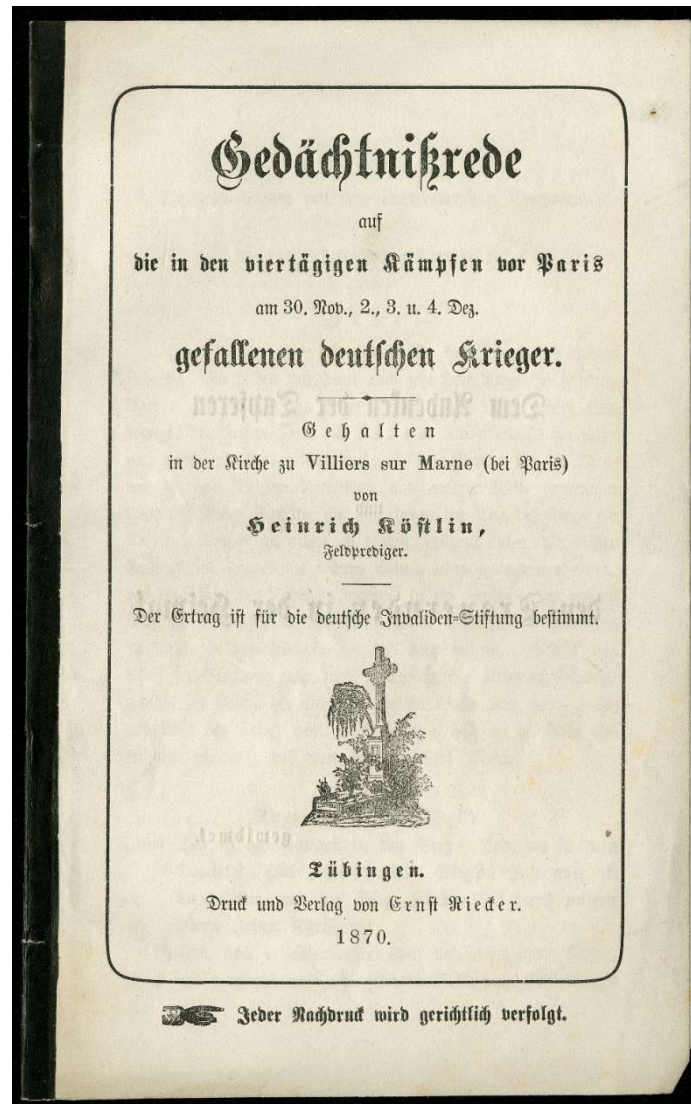 Gedächtnißrede
auf
die in den viertägigen Kämpfen vor Paris
am 30. Nov., 2., 3. u. 4. Dez.
gefallenen deutschen Krieger.
Gehalten
in der Kirche zu Villiers sur Marne (bei Paris)
von
Heinrich Köstlin,
Feldprediger.
Der Ertrag ist für die deutsche Invaliden-Stiftung bestimmt.
Tübingen.
Druck und Verlag von Ernst Riecker.
1870.
Jeder Nachdruck wird gerichtlich verfolgt.